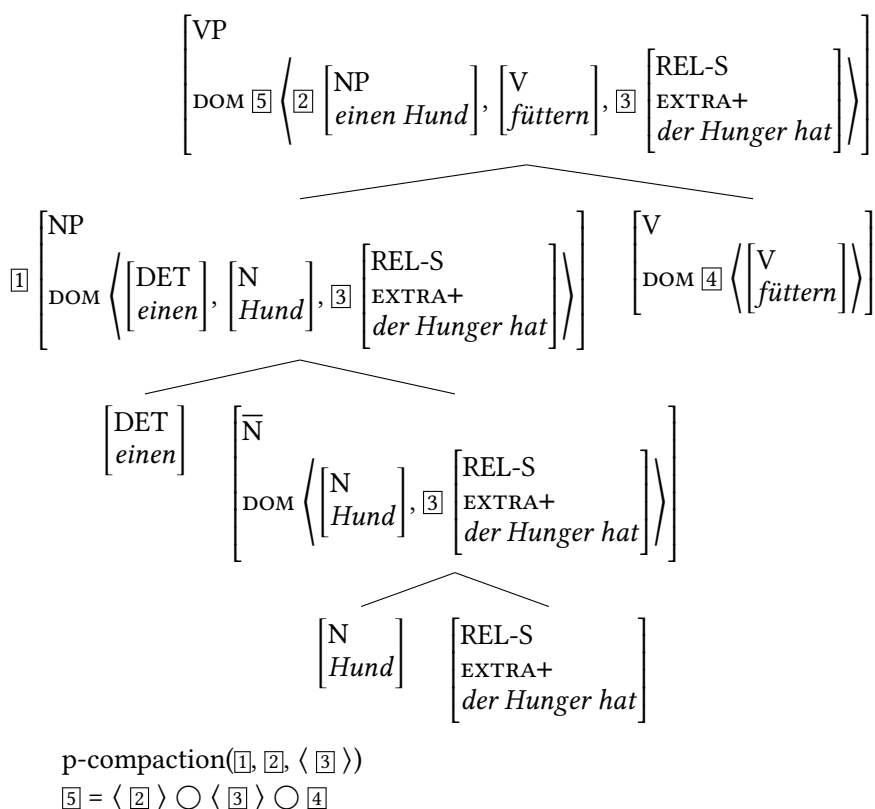 [VP
DOM 5 ⟨ 2 [NP einen Hund], [V füttern], 3 [REL-S EXTRA+ der Hunger hat] ⟩]
1 [NP
DOM ⟨ [DET einen], [N Hund], 3 [REL-S EXTRA+ der Hunger hat] ⟩]
[V
DOM 4 ⟨ [V füttern] ⟩]
[DET
einen]
[N̅
DOM ⟨ [N Hund], 3 [REL-S EXTRA+ der Hunger hat] ⟩]
[N
Hund]
[REL-S
EXTRA+
der Hunger hat]
p-compaction(1, 2, ⟨ 3 ⟩)
5 = ⟨ 2 ⟩ ◯ ⟨ 3 ⟩ ◯ 4